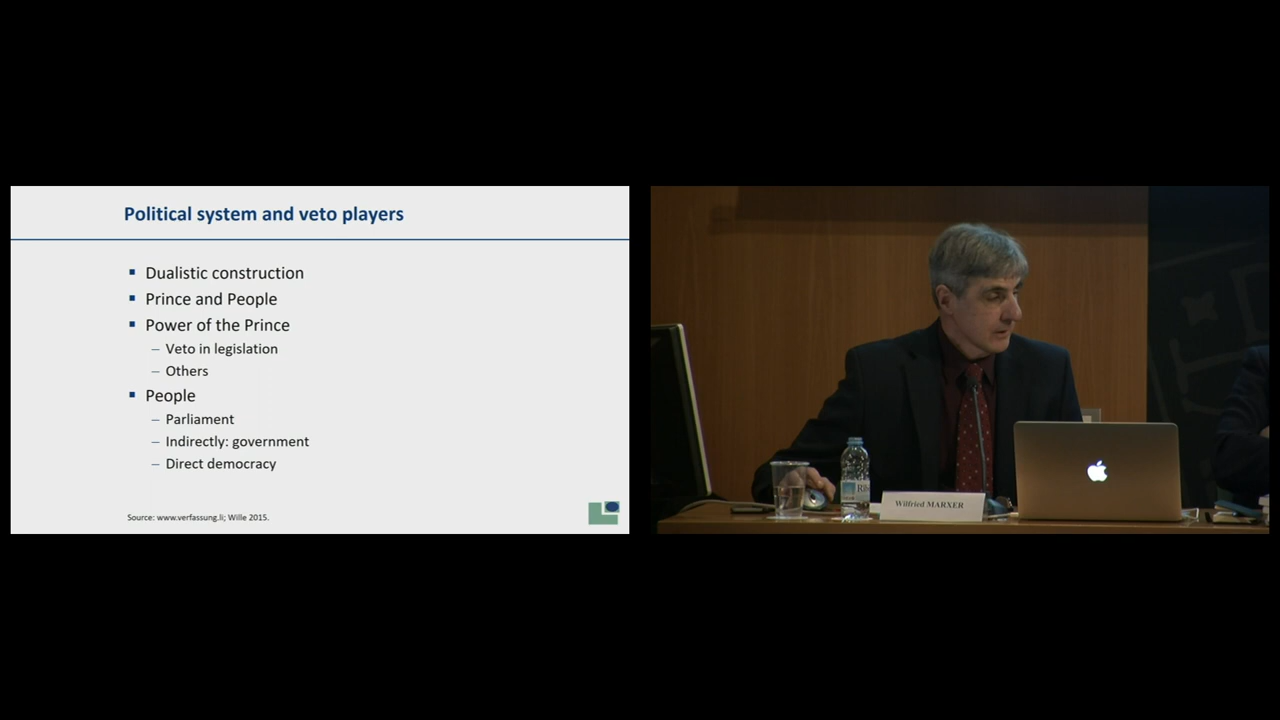 Political system and veto players
▪ Dualistic construction
▪ Prince and People
▪ Power of the Prince
– Veto in legislation
– Others
▪ People
– Parliament
– Indirectly: government
– Direct democracy
Source: www.verfassung.li; Wille 2015.
Wilfried MARXER